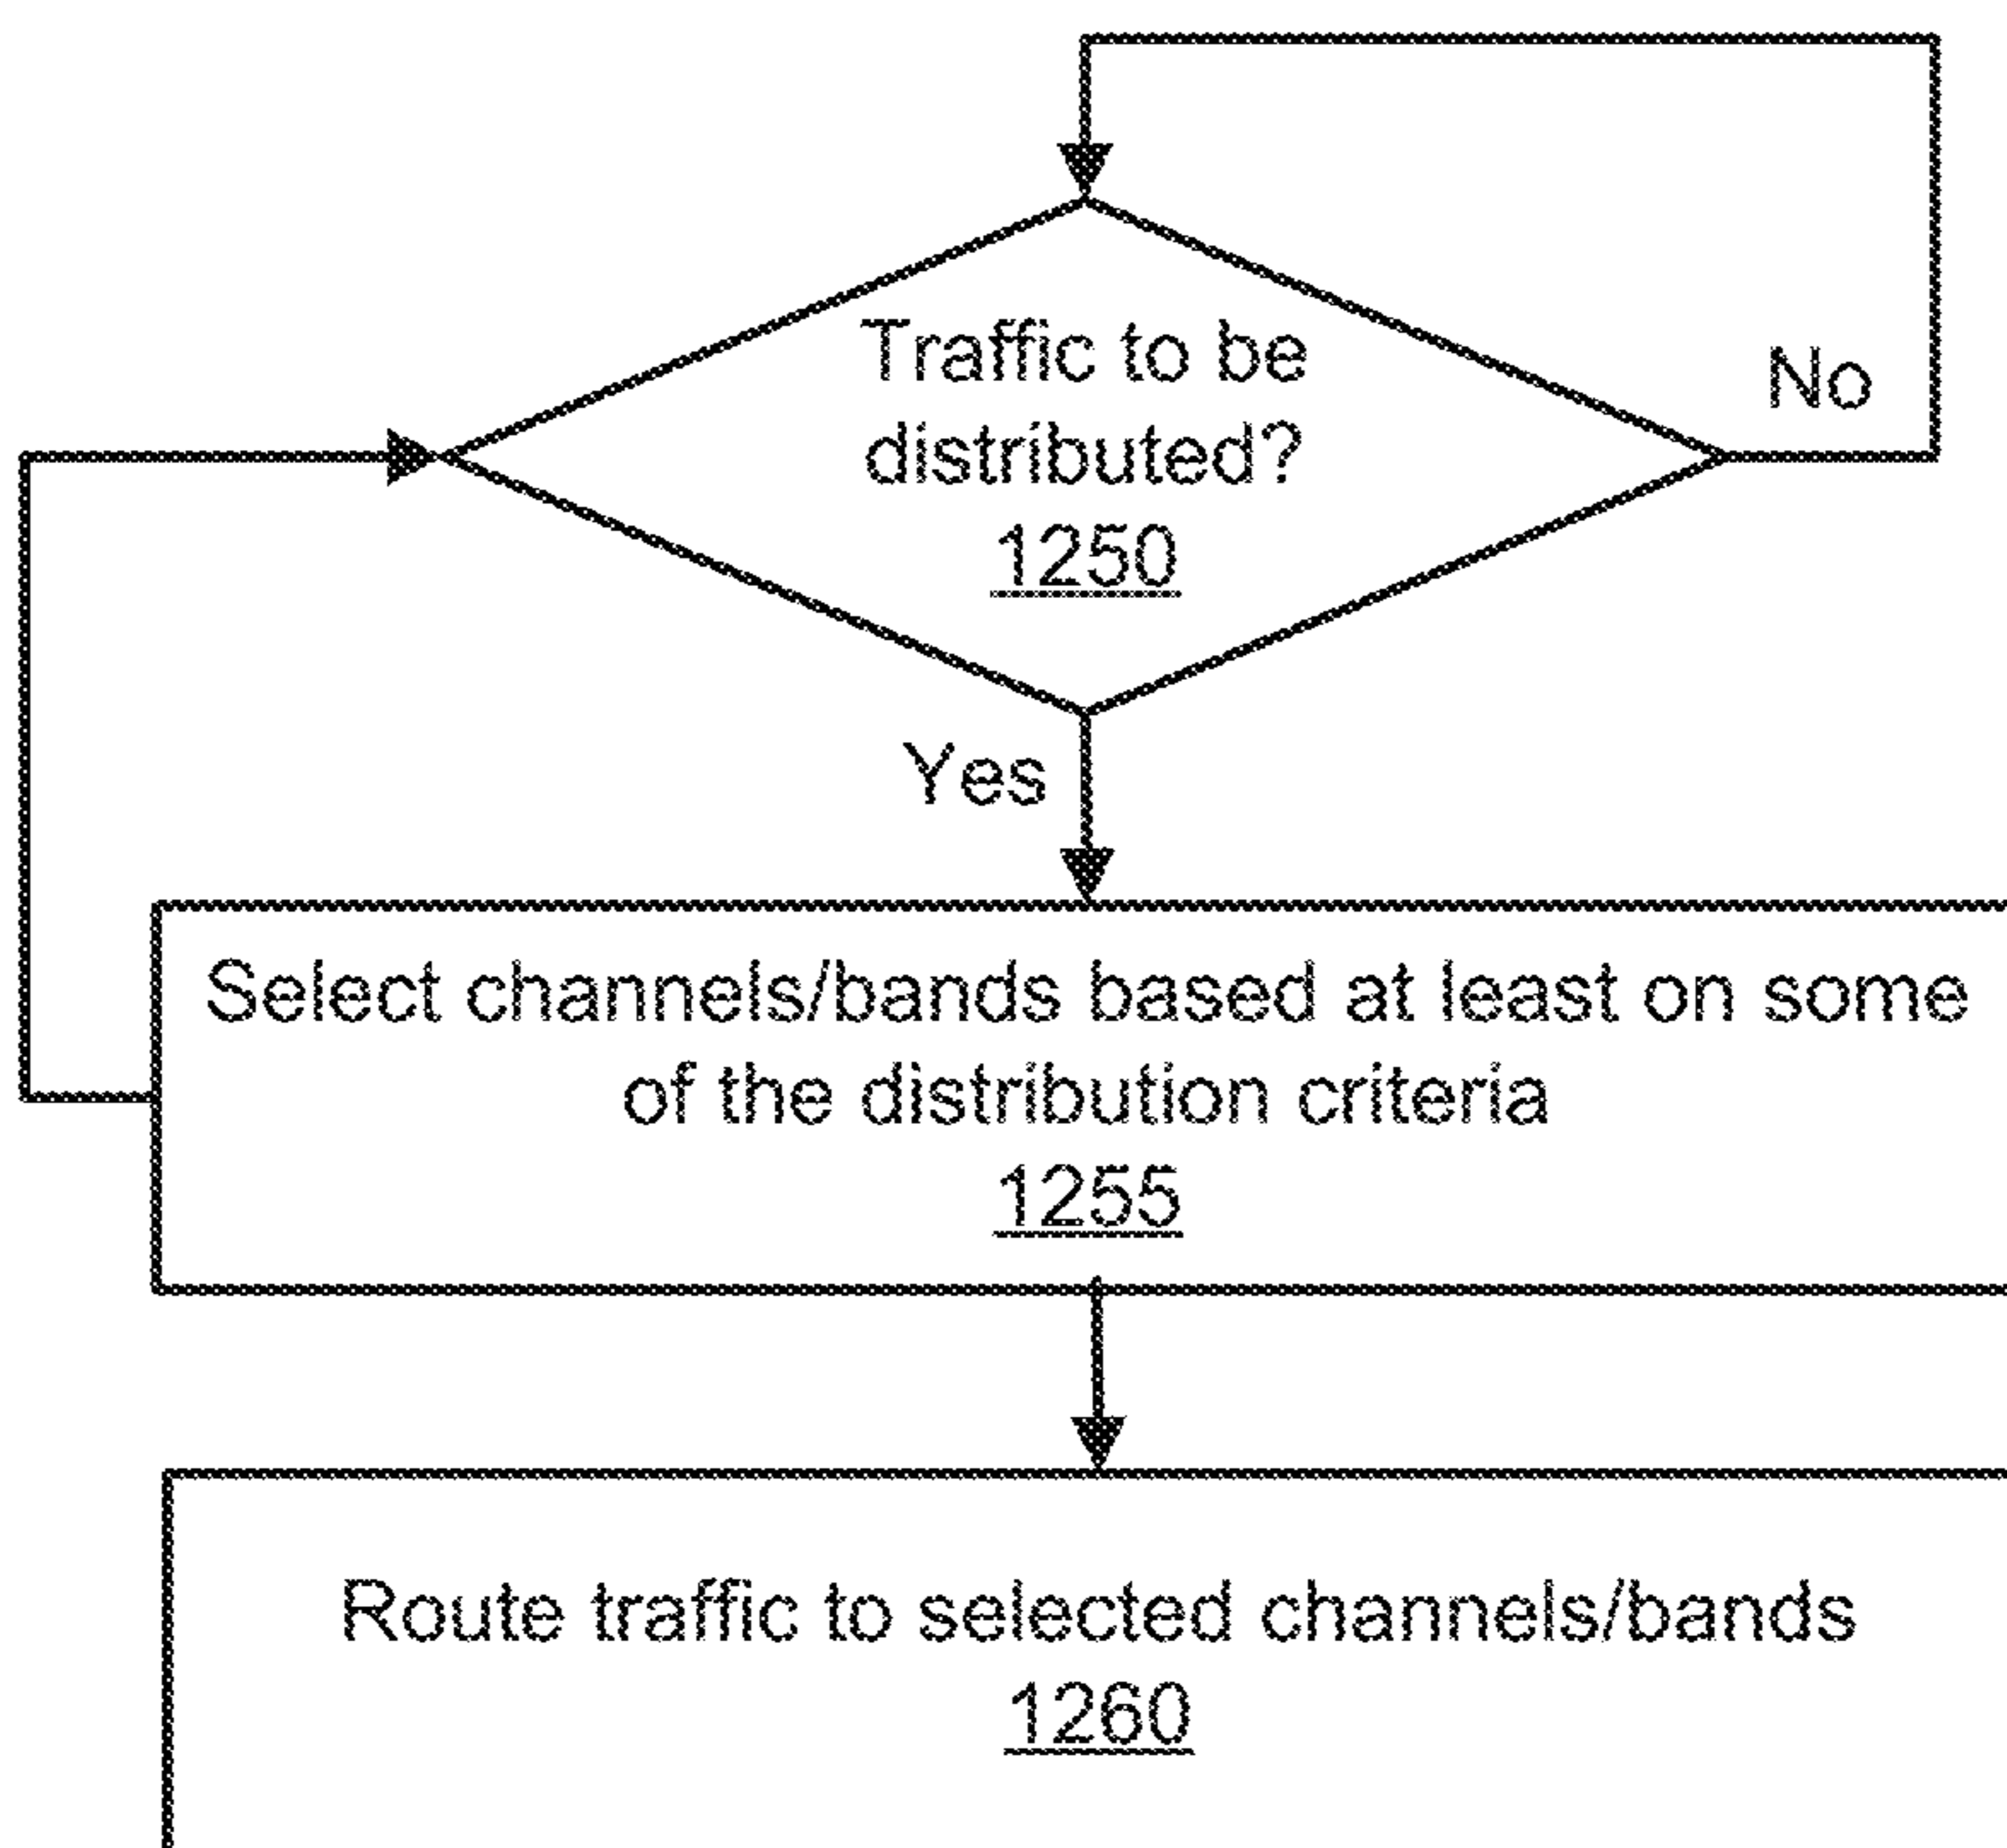 Traffic to be
distributed?
1250
No
Yes
Select channels/bands based at least on some
of the distribution criteria
1255
Route traffic to selected channels/bands
1260